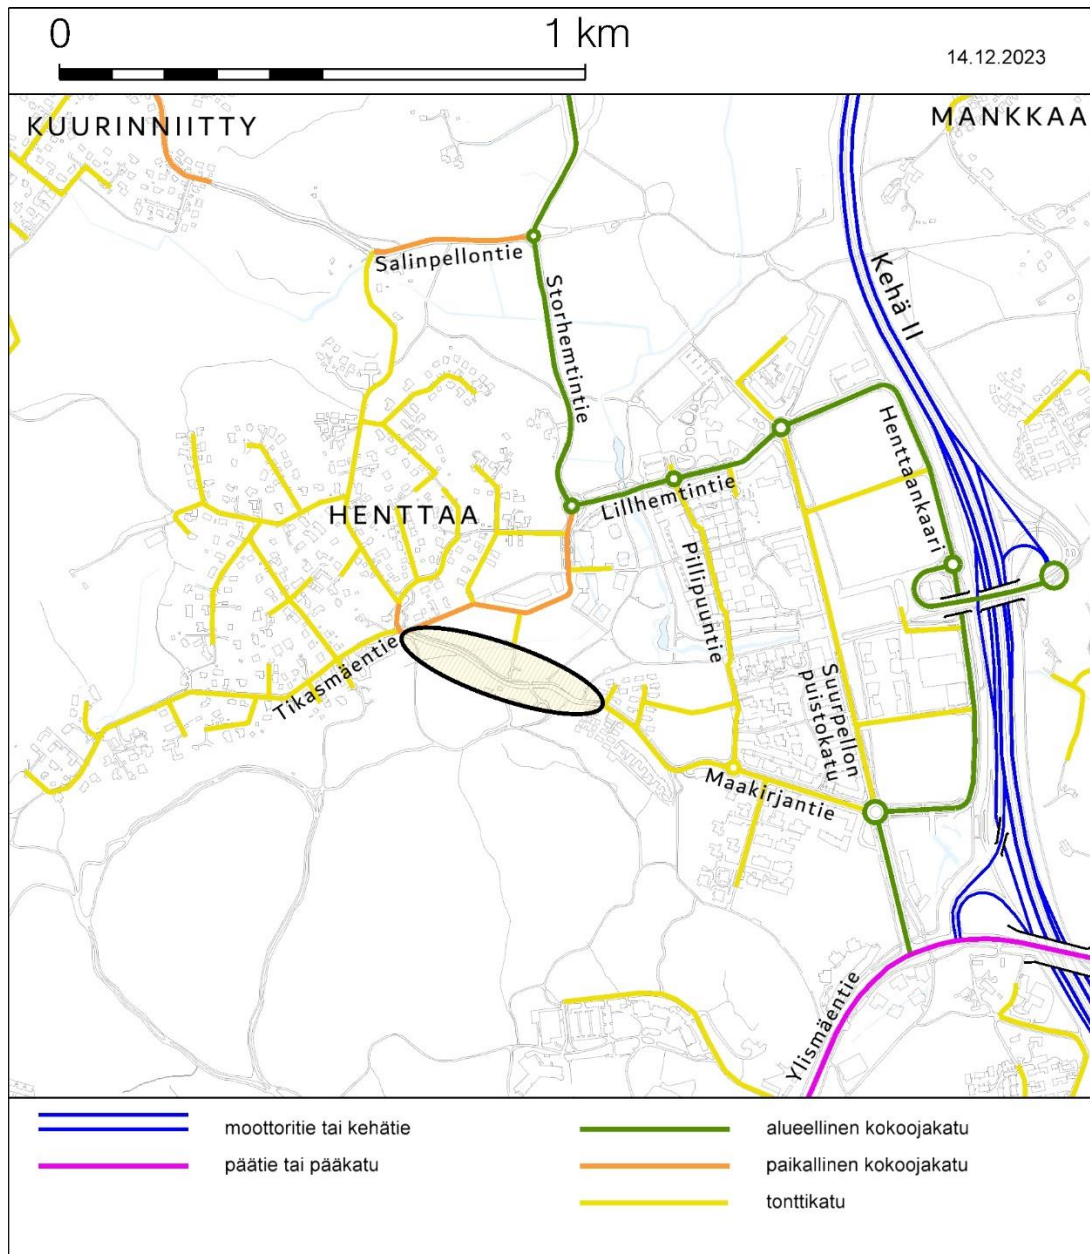 0
1 km
14.12.2023
KUURINNIITTY
MANKKAA
Salinpellontie
Kehä II
Storhemtintie
Henttaankaari
Lillhemtintie
HENTTAA
Pillipuuntie
Tikasmäentie
Suurpellon
puistokatu
Maakirjantie
Ylismäentie
moottoritie tai kehätie
alueellinen kokoojakatu
päätie tai pääkatu
paikallinen kokoojakatu
tonttikatu